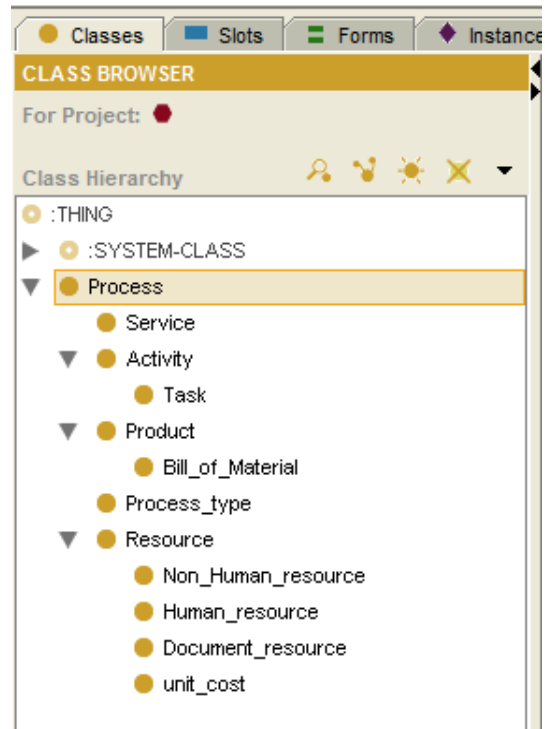 Classes Slots Forms Instance
CLASS BROWSER
For Project:
Class Hierarchy
:THING
:SYSTEM-CLASS
Process
Service
Activity
Task
Product
Bill_of_Material
Process_type
Resource
Non_Human_resource
Human_resource
Document_resource
unit_cost